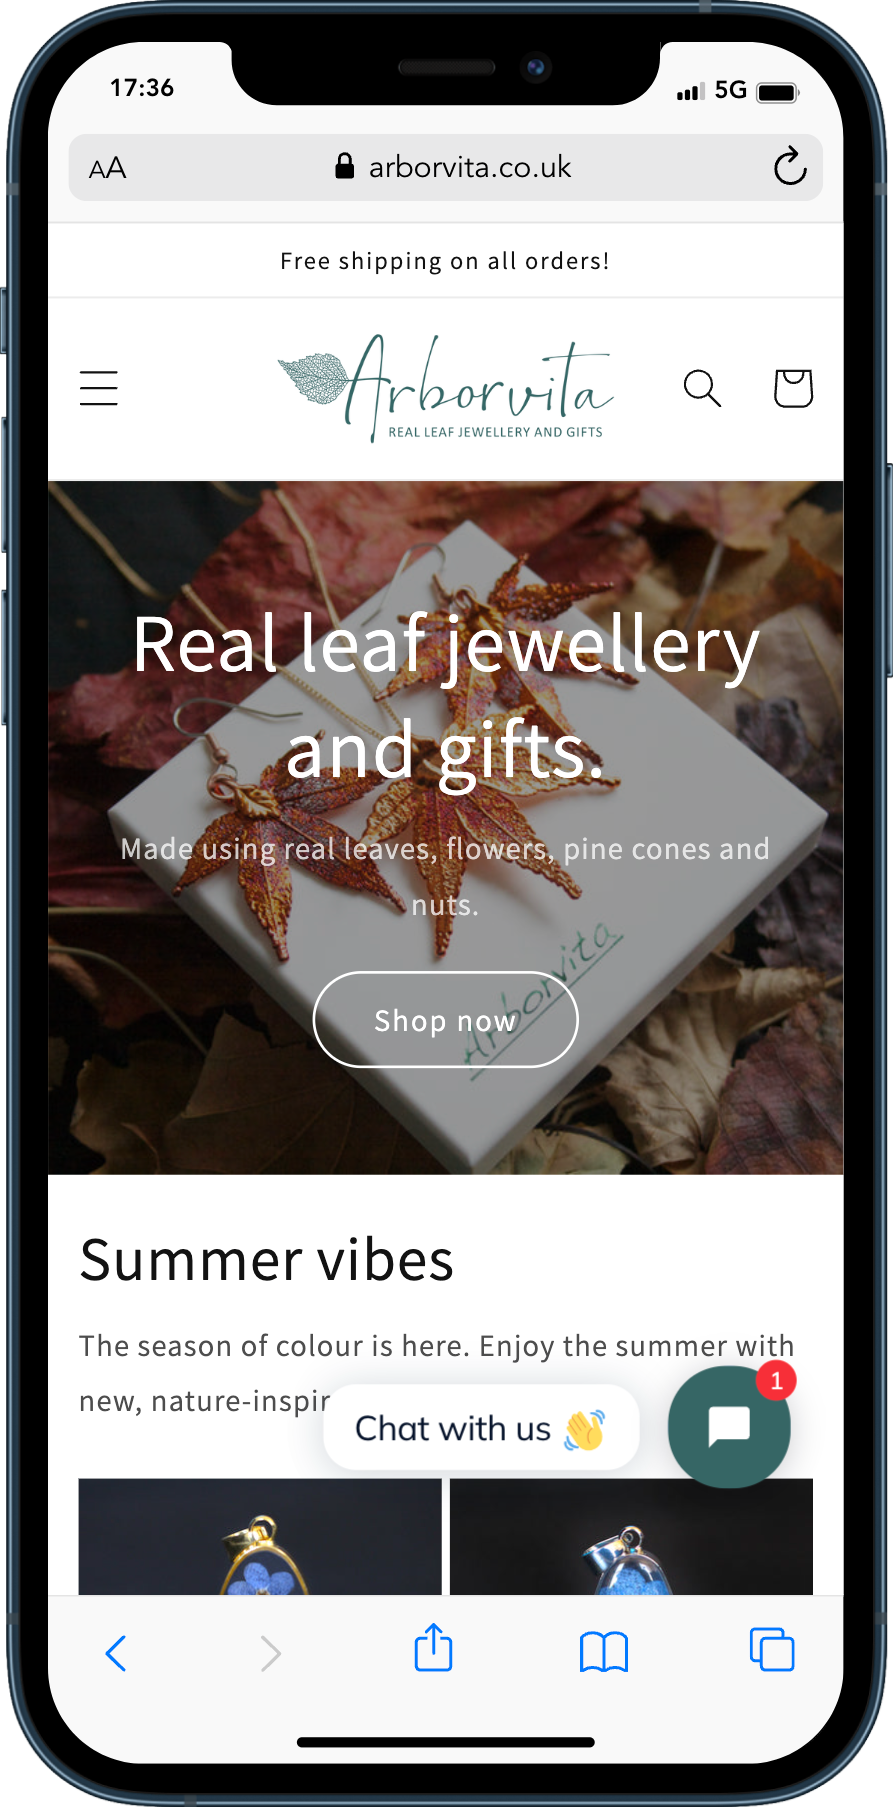 17:36
5G
AA
arborvita.co.uk
Free shipping on all orders!
Arborvita
REAL LEAF JEWELLERY AND GIFTS
Real leaf jewellery
and gifts.
Made using real leaves, flowers, pine cones and
nuts.
Arborvita
Shop now
Summer vibes
The season of colour is here. Enjoy the summer with
new, nature-inspir
Chat with us 👋
1